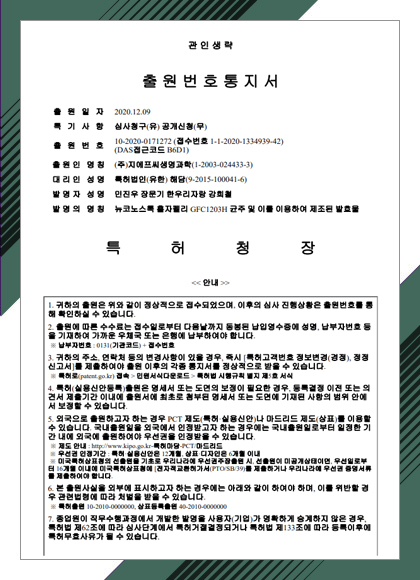 관 인 생 략
출 원 번 호 통 지 서
출 원 일 자 2020.12.09
특 기 사 항 심사청구(유) 공개신청(무)
출 원 번 호 10-2020-0171272 (접수번호 1-1-2020-1334939-42)
(DAS접근코드 B6D1)
출 원 인 명 칭 (주)지에프씨생명과학(1-2003-024433-3)
대 리 인 성 명 특허법인(유한) 해담(9-2015-100041-6)
발 명 자 성 명 민진우 장문기 한우리자랑 강희철
발 명 의 명 칭 뉴코노스톡 홀자펠리 GFC1203H 균주 및 이를 이용하여 제조된 발효물
특 허 청 장
<< 안내 >>
1. 귀하의 출원은 위와 같이 정상적으로 접수되었으며, 이후의 심사 진행상황은 출원번호를 통
해 확인하실 수 있습니다.
2. 출원에 따른 수수료는 접수일로부터 다음날까지 동봉된 납입영수증에 성명, 납부자번호 등
을 기재하여 가까운 우체국 또는 은행에 납부하여야 합니다.
※ 납부자번호 : 0131(기관코드) + 접수번호
3. 귀하의 주소, 연락처 등의 변경사항이 있을 경우, 즉시 [특허고객번호 정보변경(경정), 정정
신고서]를 제출하여야 출원 이후의 각종 통지서를 정상적으로 받을 수 있습니다.
※ 특허로(patent.go.kr) 접속 > 민원서식다운로드 > 특허법 시행규칙 별지 제5호 서식
4. 특허(실용신안등록)출원은 명세서 또는 도면의 보정이 필요한 경우, 등록결정 이전 또는 의
견서 제출기간 이내에 출원서에 최초로 첨부된 명세서 또는 도면에 기재된 사항의 범위 안에
서 보정할 수 있습니다.
5. 외국으로 출원하고자 하는 경우 PCT 제도(특허·실용신안)나 마드리드 제도(상표)를 이용할
수 있습니다. 국내출원일을 외국에서 인정받고자 하는 경우에는 국내출원일로부터 일정한 기
간 내에 외국에 출원하여야 우선권을 인정받을 수 있습니다.
※ 제도 안내 : http://www.kipo.go.kr-특허마당-PCT/마드리드
※ 우선권 인정기간 : 특허·실용신안은 12개월, 상표·디자인은 6개월 이내
※ 미국특허상표청의 선출원을 기초로 우리나라에 우선권주장출원 시, 선출원이 미공개상태이면, 우선일로부
터 16개월 이내에 미국특허상표청에 [전자적교환허가서(PTO/SB/39)를 제출하거나 우리나라에 우선권 증명서류
를 제출하여야 합니다.
6. 본 출원사실을 외부에 표시하고자 하는 경우에는 아래와 같이 하여야 하며, 이를 위반할 경
우 관련법령에 따라 처벌을 받을 수 있습니다.
※ 특허출원 10-2010-0000000, 상표등록출원 40-2010-0000000
7. 종업원이 직무수행과정에서 개발한 발명을 사용자(기업)가 명확하게 승계하지 않은 경우,
특허법 제62조에 따라 심사단계에서 특허거절결정되거나 특허법 제133조에 따라 등록이후에
특허무효사유가 될 수 있습니다.